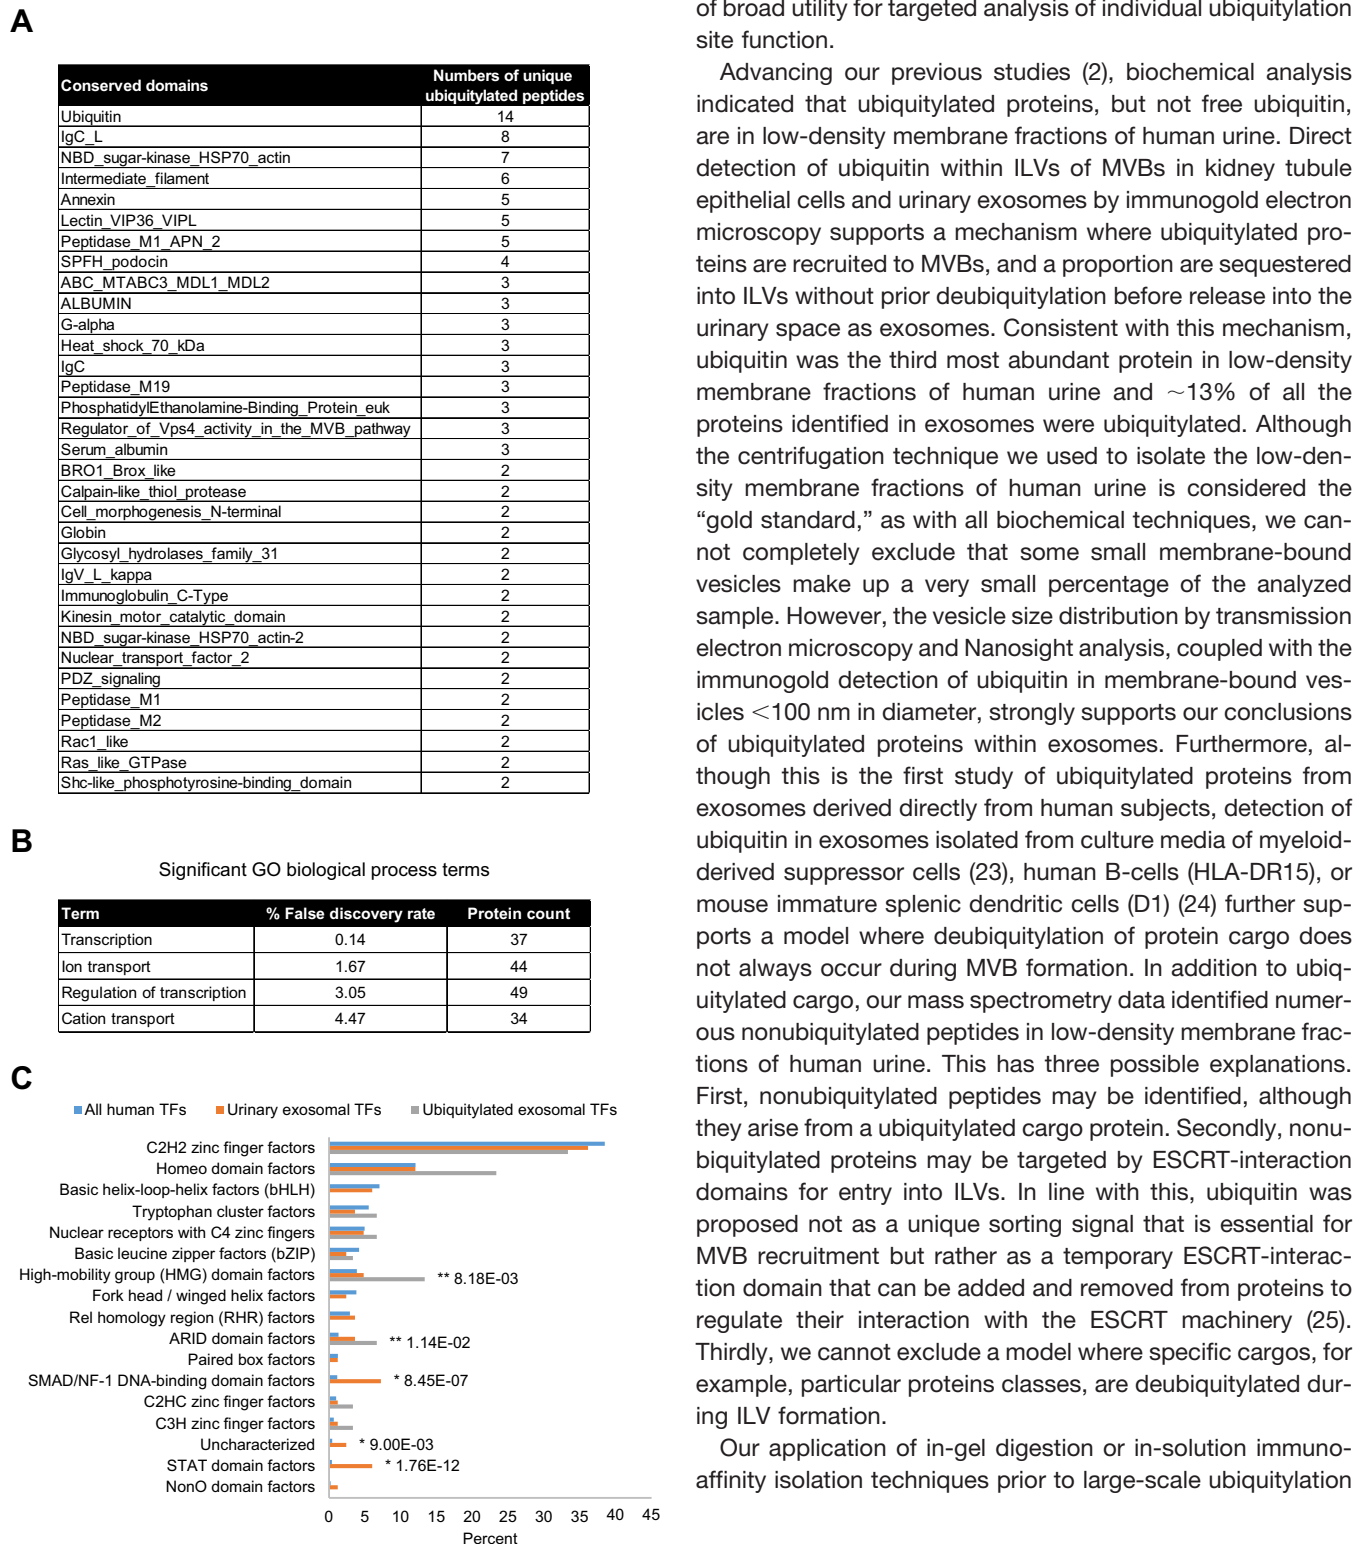 A
Conserved domains
Numbers of unique
ubiquitylated peptides
Ubiquitin 14
IgC_L 8
NBD_sugar-kinase_HSP70_actin 7
Intermediate_filament 6
Annexin 5
Lectin_VIP36_VIPL 5
Peptidase_M1_APN_2 5
SPFH_podocin 4
ABC_MTABC3_MDL1_MDL2 3
ALBUMIN 3
G-alpha 3
Heat_shock_70_kDa 3
IgC 3
Peptidase_M19 3
PhosphatidylEthanolamine-Binding_Protein_euk 3
Regulator_of_Vps4_activity_in_the_MVB_pathway 3
Serum_albumin 3
BRO1_Brox_like 2
Calpain-like_thiol_protease 2
Cell_morphogenesis_N-terminal 2
Globin 2
Glycosyl_hydrolases_family_31 2
IgV_L_kappa 2
Immunoglobulin_C-Type 2
Kinesin_motor_catalytic_domain 2
NBD_sugar-kinase_HSP70_actin-2 2
Nuclear_transport_factor_2 2
PDZ_signaling 2
Peptidase_M1 2
Peptidase_M2 2
Rac1_like 2
Ras_like_GTPase 2
Shc-like_phosphotyrosine-binding_domain 2
B
Significant GO biological process terms
Term % False discovery rate Protein count
Transcription 0.14 37
Ion transport 1.67 44
Regulation of transcription 3.05 49
Cation transport 4.47 34
C
All human TFs Urinary exosomal TFs Ubiquitylated exosomal TFs
C2H2 zinc finger factors
Homeo domain factors
Basic helix-loop-helix factors (bHLH)
Tryptophan cluster factors
Nuclear receptors with C4 zinc fingers
Basic leucine zipper factors (bZIP)
High-mobility group (HMG) domain factors ** 8.18E-03
Fork head / winged helix factors
Rel homology region (RHR) factors
ARID domain factors ** 1.14E-02
Paired box factors
SMAD/NF-1 DNA-binding domain factors * 8.45E-07
C2HC zinc finger factors
C3H zinc finger factors
Uncharacterized * 9.00E-03
STAT domain factors * 1.76E-12
NonO domain factors
0 5 10 15 20 25 30 35 40 45
Percent
of broad utility for targeted analysis of individual ubiquitylation
site function.
Advancing our previous studies (2), biochemical analysis
indicated that ubiquitylated proteins, but not free ubiquitin,
are in low-density membrane fractions of human urine. Direct
detection of ubiquitin within ILVs of MVBs in kidney tubule
epithelial cells and urinary exosomes by immunogold electron
microscopy supports a mechanism where ubiquitylated pro-
teins are recruited to MVBs, and a proportion are sequestered
into ILVs without prior deubiquitylation before release into the
urinary space as exosomes. Consistent with this mechanism,
ubiquitin was the third most abundant protein in low-density
membrane fractions of human urine and ~13% of all the
proteins identified in exosomes were ubiquitylated. Although
the centrifugation technique we used to isolate the low-den-
sity membrane fractions of human urine is considered the
“gold standard,” as with all biochemical techniques, we can-
not completely exclude that some small membrane-bound
vesicles make up a very small percentage of the analyzed
sample. However, the vesicle size distribution by transmission
electron microscopy and Nanosight analysis, coupled with the
immunogold detection of ubiquitin in membrane-bound ves-
icles <100 nm in diameter, strongly supports our conclusions
of ubiquitylated proteins within exosomes. Furthermore, al-
though this is the first study of ubiquitylated proteins from
exosomes derived directly from human subjects, detection of
ubiquitin in exosomes isolated from culture media of myeloid-
derived suppressor cells (23), human B-cells (HLA-DR15), or
mouse immature splenic dendritic cells (D1) (24) further sup-
ports a model where deubiquitylation of protein cargo does
not always occur during MVB formation. In addition to ubiq-
uitylated cargo, our mass spectrometry data identified numer-
ous nonubiquitylated peptides in low-density membrane frac-
tions of human urine. This has three possible explanations.
First, nonubiquitylated peptides may be identified, although
they arise from a ubiquitylated cargo protein. Secondly, nonu-
biquitylated proteins may be targeted by ESCRT-interaction
domains for entry into ILVs. In line with this, ubiquitin was
proposed not as a unique sorting signal that is essential for
MVB recruitment but rather as a temporary ESCRT-interac-
tion domain that can be added and removed from proteins to
regulate their interaction with the ESCRT machinery (25).
Thirdly, we cannot exclude a model where specific cargos, for
example, particular proteins classes, are deubiquitylated dur-
ing ILV formation.
Our application of in-gel digestion or in-solution immuno-
affinity isolation techniques prior to large-scale ubiquitylation